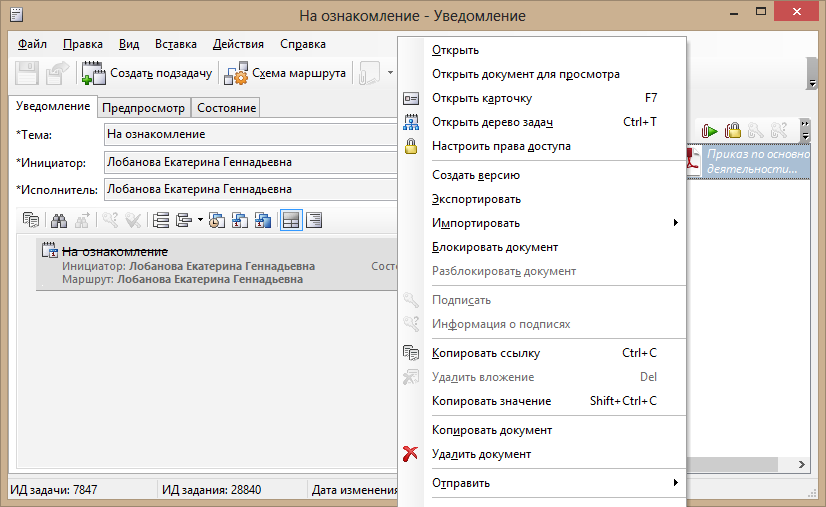 На ознакомление - Уведомление
Файл Правка Вид Вставка Действия Справка
Создать подзадачу Схема маршрута
Уведомление Предпросмотр Состояние
*Тема: На ознакомление
*Инициатор: Лобанова Екатерина Геннадьевна
*Исполнитель: Лобанова Екатерина Геннадьевна
На ознакомление
Инициатор: Лобанова Екатерина Геннадьевна
Маршрут: Лобанова Екатерина Геннадьевна
Открыть
Открыть документ для просмотра
Открыть карточку F7
Открыть дерево задач Ctrl+T
Настроить права доступа
Создать версию
Экспортировать
Импортировать
Блокировать документ
Разблокировать документ
Подписать
Информация о подписях
Копировать ссылку Ctrl+C
Удалить вложение Del
Копировать значение Shift+Ctrl+C
Копировать документ
Удалить документ
Отправить
Приказ по основно
деятельности...
ИД задачи: 7847 ИД задания: 28840 Дата изменения